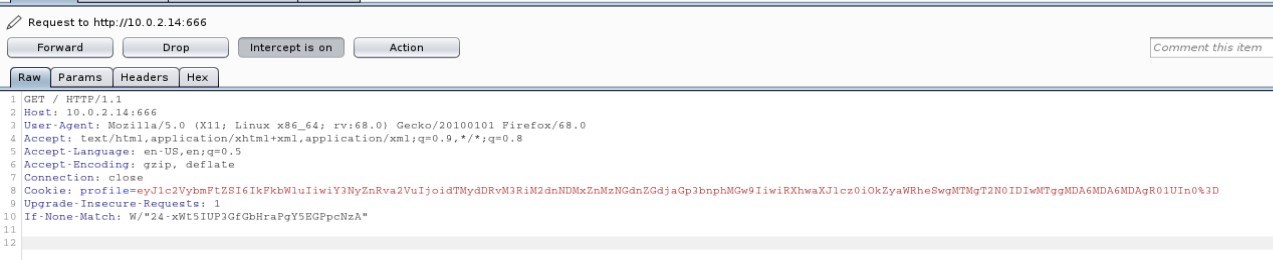 Request to http://10.0.2.14:666
Forward Drop Intercept is on Action Comment this item
Raw Params Headers Hex
1 GET / HTTP/1.1
2 Host: 10.0.2.14:666
3 User-Agent: Mozilla/5.0 (X11; Linux x86_64; rv:68.0) Gecko/20100101 Firefox/68.0
4 Accept: text/html,application/xhtml+xml,application/xml;q=0.9,*/*;q=0.8
5 Accept-Language: en-US,en;q=0.5
6 Accept-Encoding: gzip, deflate
7 Connection: close
8 Cookie: profile=eyJ1c2VybmFtZSI6IkFkbWluIiwiY3NyZnRva2VuIjoidTMydDRvM3RiM2dnNDMxZnMzNGdnZGdjaGp3bnphMGw9IiwiRXhwaXJlcz0iOkZyaWRheSwgMTMgT2N0IDIwMTggMDA6MDA6MDAgR01UIn0%3D
9 Upgrade-Insecure-Requests: 1
10 If-None-Match: W/"24-xWt5IUP3GfGbHraPgY5EGPpcNzA"
11
12